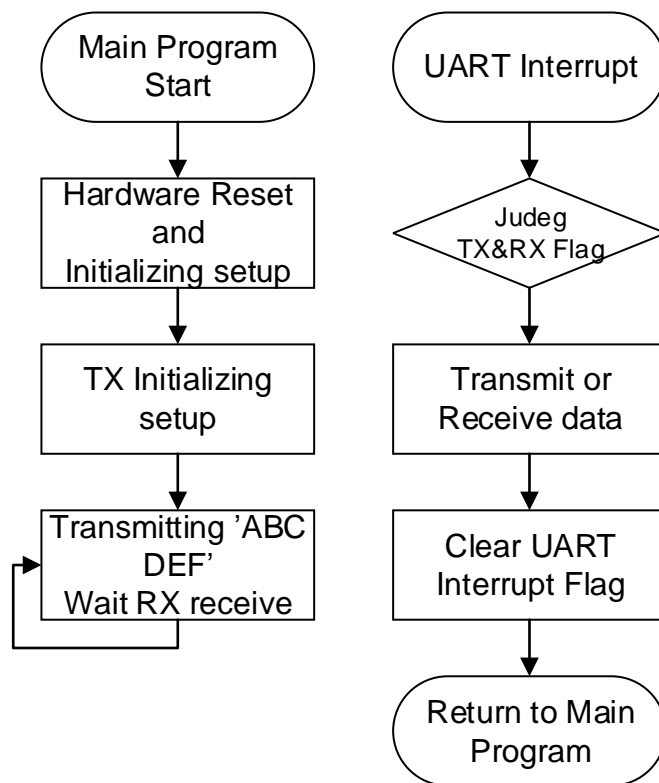 Main Program
Start
Hardware Reset
and
Initializing setup
TX Initializing
setup
Transmitting ’ABC
DEF’
Wait RX receive
UART Interrupt
Judeg
TX&RX Flag
Transmit or
Receive data
Clear UART
Interrupt Flag
Return to Main
Program